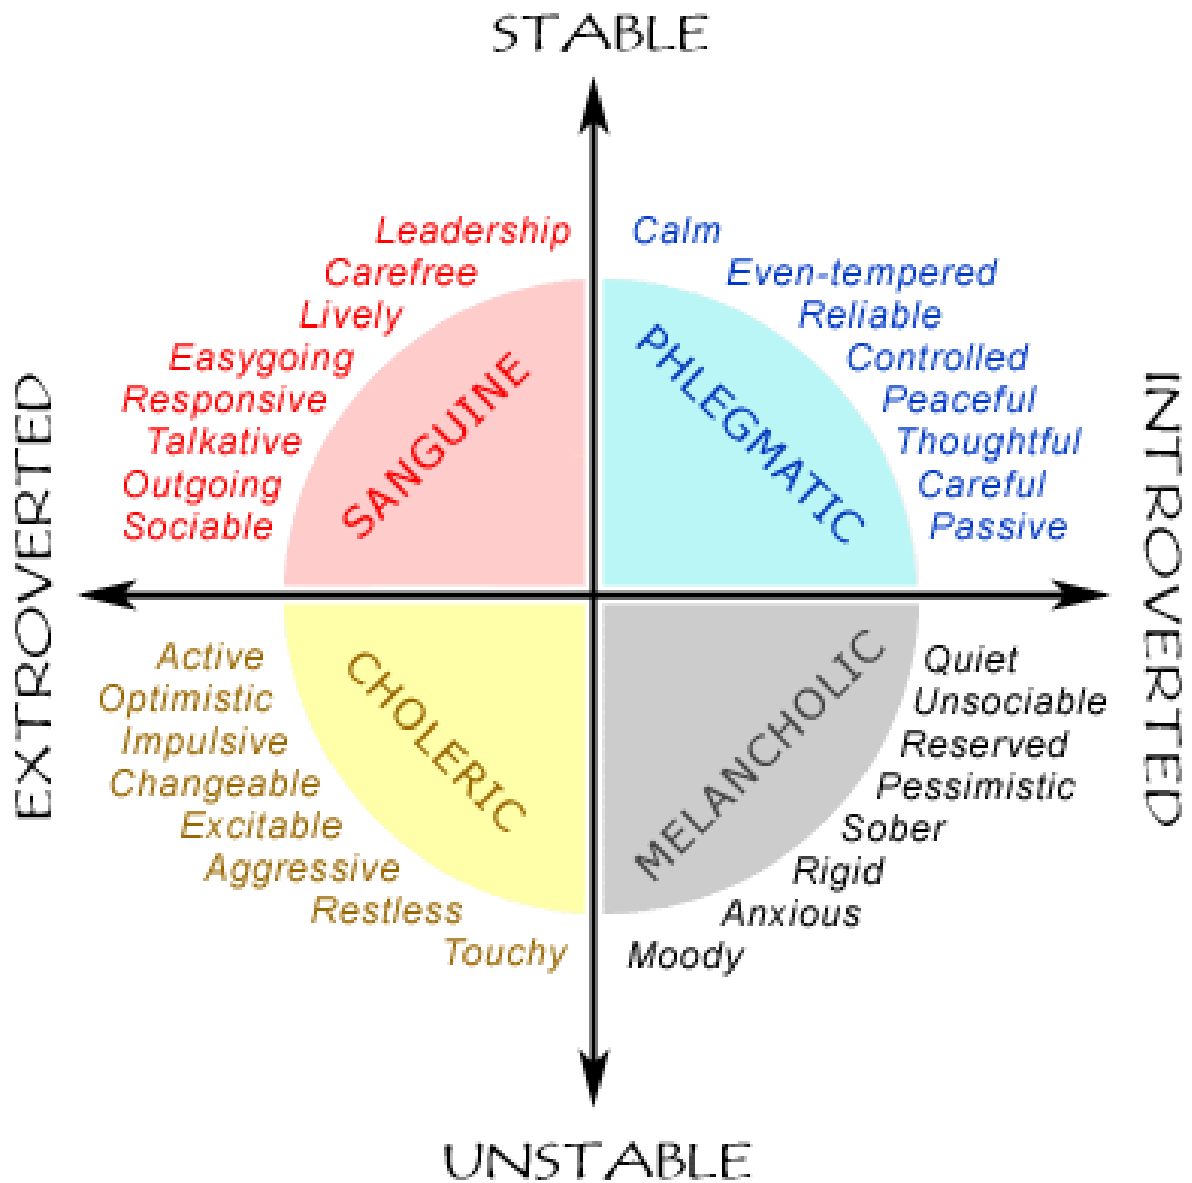 STABLE
Leadership
Carefree
Lively
Easygoing
Responsive
Talkative
Outgoing
Sociable
SANGUINE
Calm
Even-tempered
Reliable
Controlled
Peaceful
Thoughtful
Careful
Passive
PHLEGMATIC
EXTROVERTED
INTROVERTED
Active
Optimistic
Impulsive
Changeable
Excitable
Aggressive
Restless
Touchy
CHOLERIC
Quiet
Unsociable
Reserved
Pessimistic
Sober
Rigid
Anxious
Moody
MELANCHOLIC
UNSTABLE